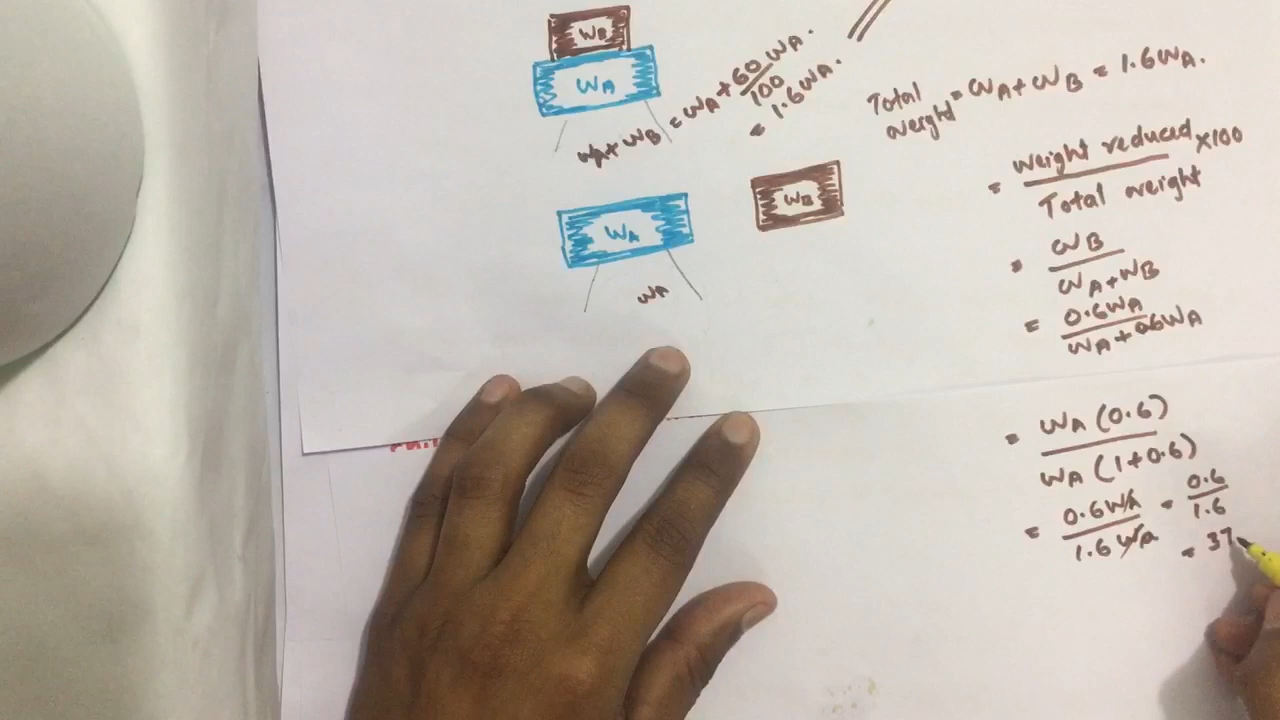 WB
WA
WA+WB = WA + 60/100 WA.
= 1.6WA.
Total weight = WA + WB = 1.6WA.
= Weight reduced / Total weight ×100
WB
WA
WA
= WB / WA+WB
= 0.6WA / WA+0.6WA
= WA (0.6) / WA (1+0.6)
= 0.6WA / 1.6WA = 0.6 / 1.6
= 37